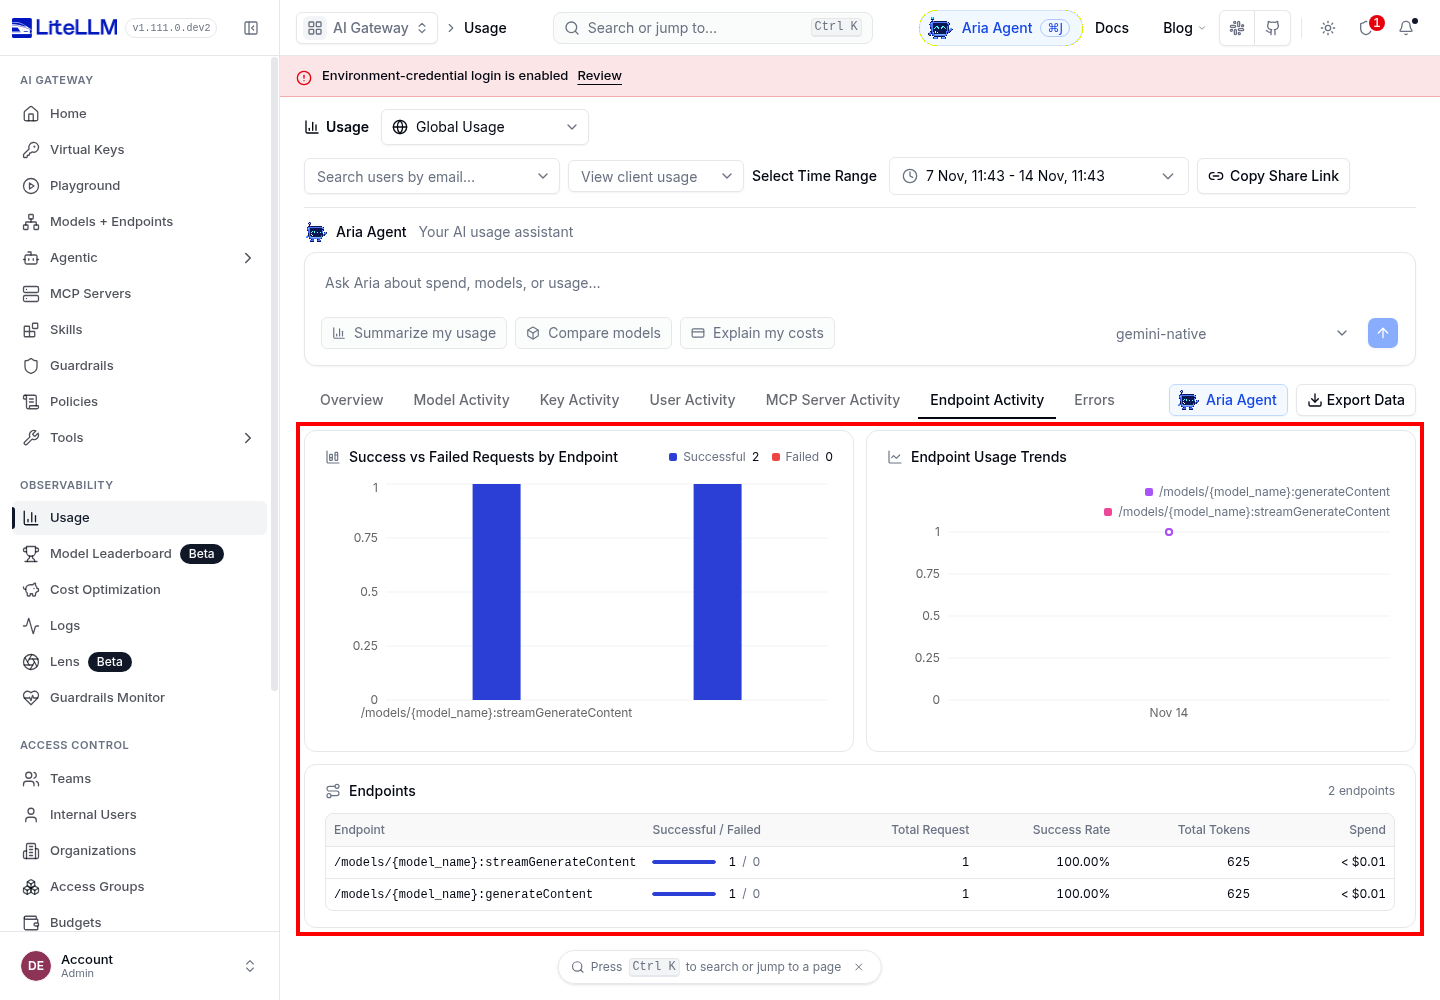 LiteLLM v1.111.0.dev2
AI Gateway > Usage
Search or jump to... Ctrl K
Aria Agent ⌘J
Docs
Blog
1
Environment-credential login is enabled Review
AI GATEWAY
Home
Virtual Keys
Playground
Models + Endpoints
Agentic
MCP Servers
Skills
Guardrails
Policies
Tools
OBSERVABILITY
Usage
Model Leaderboard Beta
Cost Optimization
Logs
Lens Beta
Guardrails Monitor
ACCESS CONTROL
Teams
Internal Users
Organizations
Access Groups
Budgets
DE Account
Admin
Usage Global Usage
Search users by email... View client usage Select Time Range 7 Nov, 11:43 - 14 Nov, 11:43 Copy Share Link
Aria Agent Your AI usage assistant
Ask Aria about spend, models, or usage...
Summarize my usage Compare models Explain my costs gemini-native
Overview Model Activity Key Activity User Activity MCP Server Activity Endpoint Activity Errors Aria Agent Export Data
Success vs Failed Requests by Endpoint Successful 2 Failed 0
1
0.75
0.5
0.25
0
/models/{model_name}:streamGenerateContent
Endpoint Usage Trends
/models/{model_name}:generateContent
/models/{model_name}:streamGenerateContent
1
0.75
0.5
0.25
0
Nov 14
Endpoints 2 endpoints
Endpoint Successful / Failed Total Request Success Rate Total Tokens Spend
/models/{model_name}:streamGenerateContent 1 / 0 1 100.00% 625 < $0.01
/models/{model_name}:generateContent 1 / 0 1 100.00% 625 < $0.01
Press Ctrl K to search or jump to a page ×